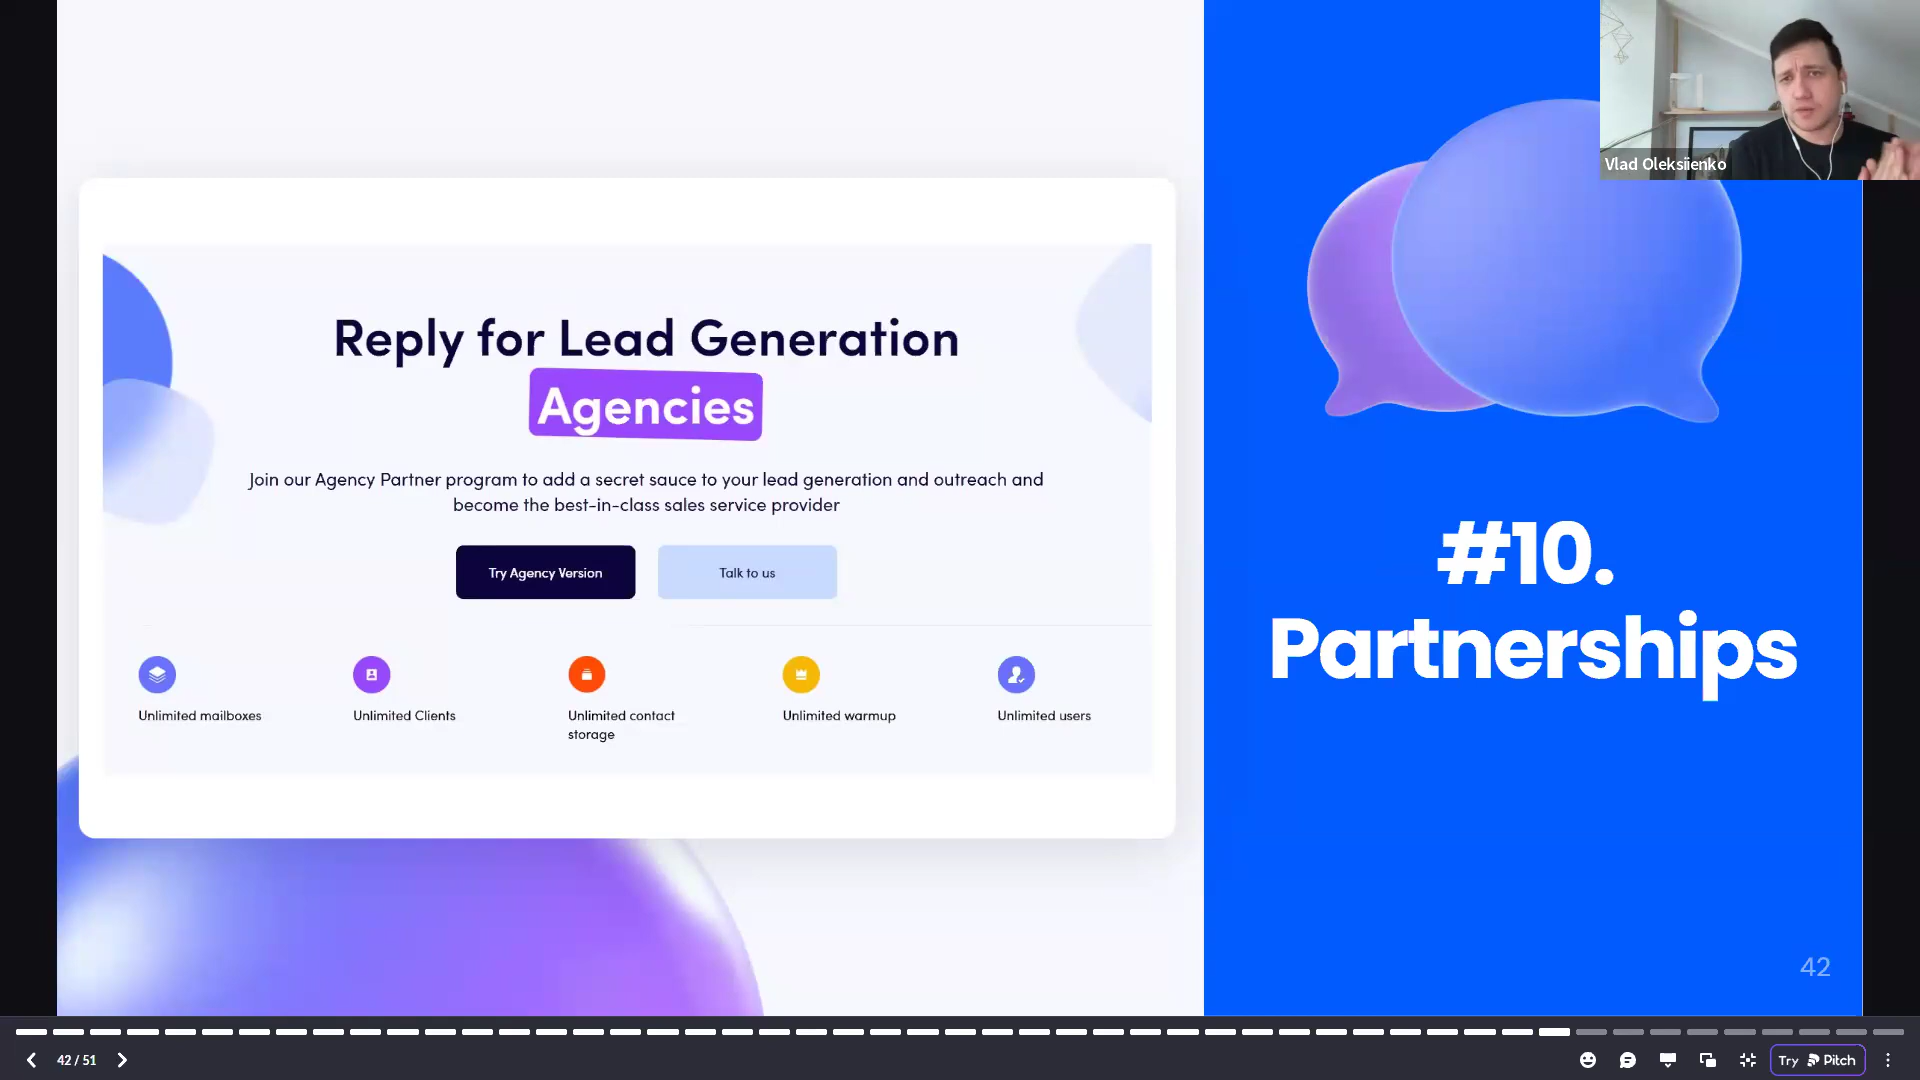 Reply for Lead Generation
Agencies
Join our Agency Partner program to add a secret sauce to your lead generation and outreach and
become the best-in-class sales service provider
Try Agency Version
Talk to us
Unlimited mailboxes
Unlimited Clients
Unlimited contact
storage
Unlimited warmup
Unlimited users
Vlad Oleksiienko
#10.
Partnerships
42
42 / 51
Try Pitch